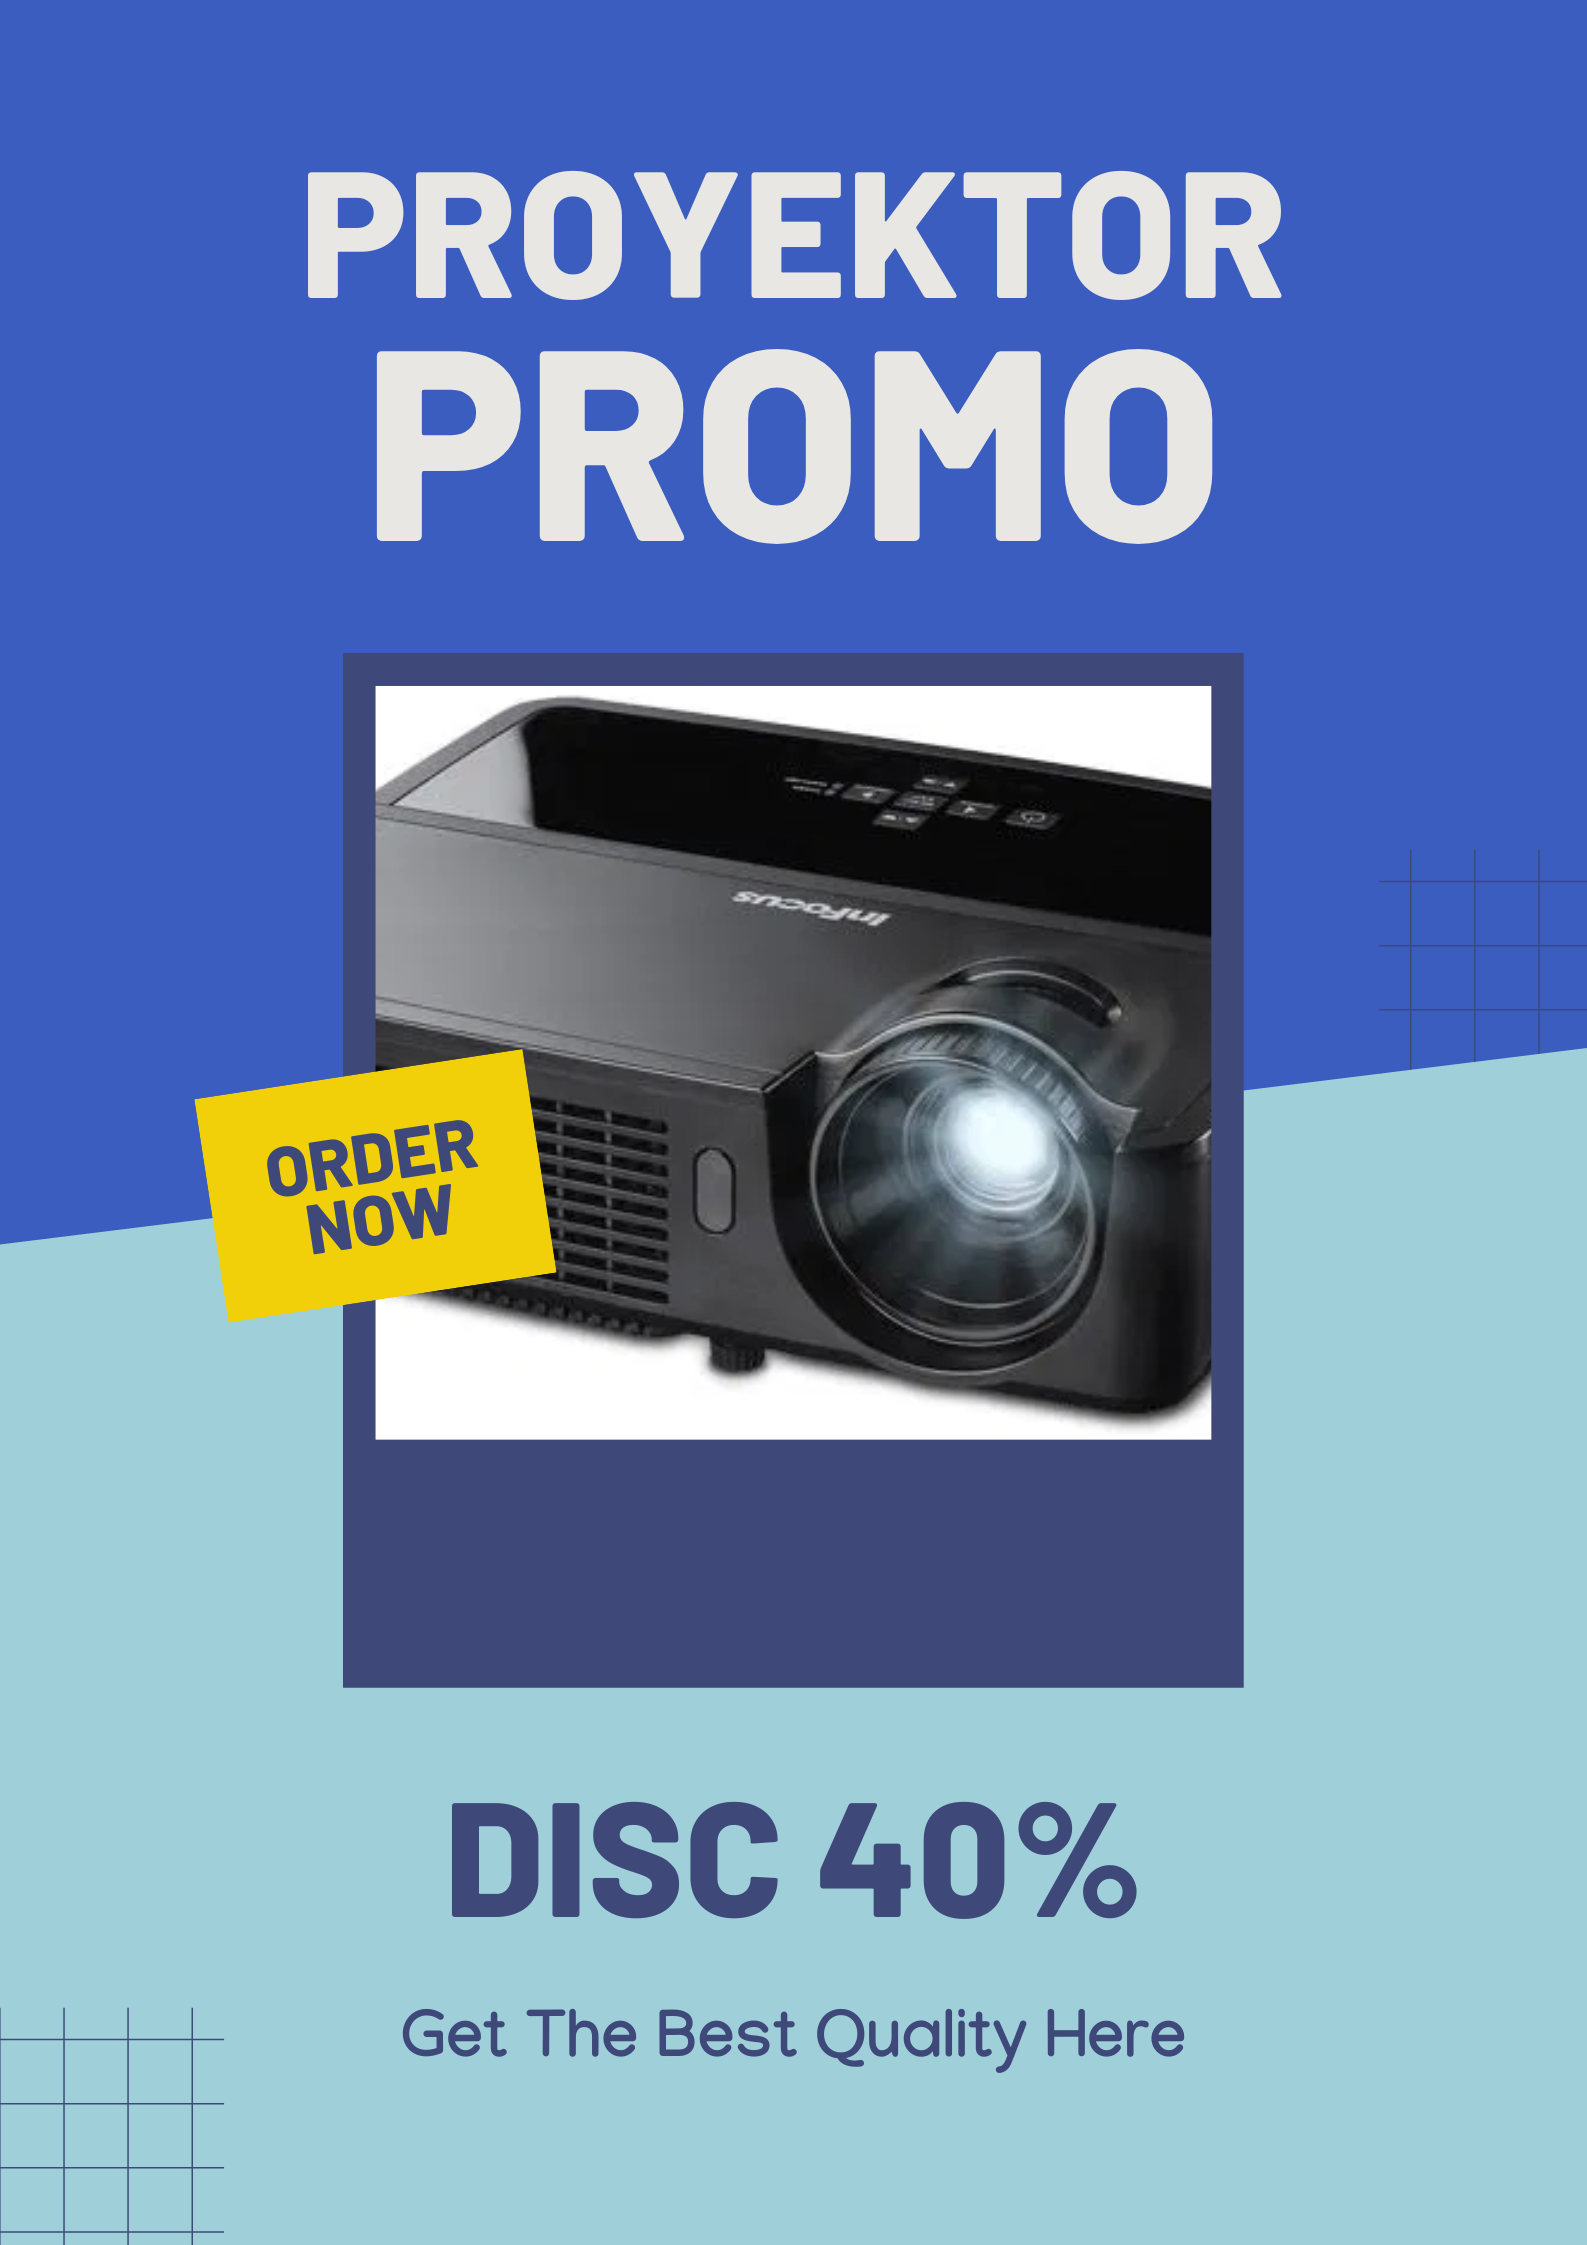 PROYEKTOR
PROMO
InFocus
ORDER
NOW
DISC 40%
Get The Best Quality Here